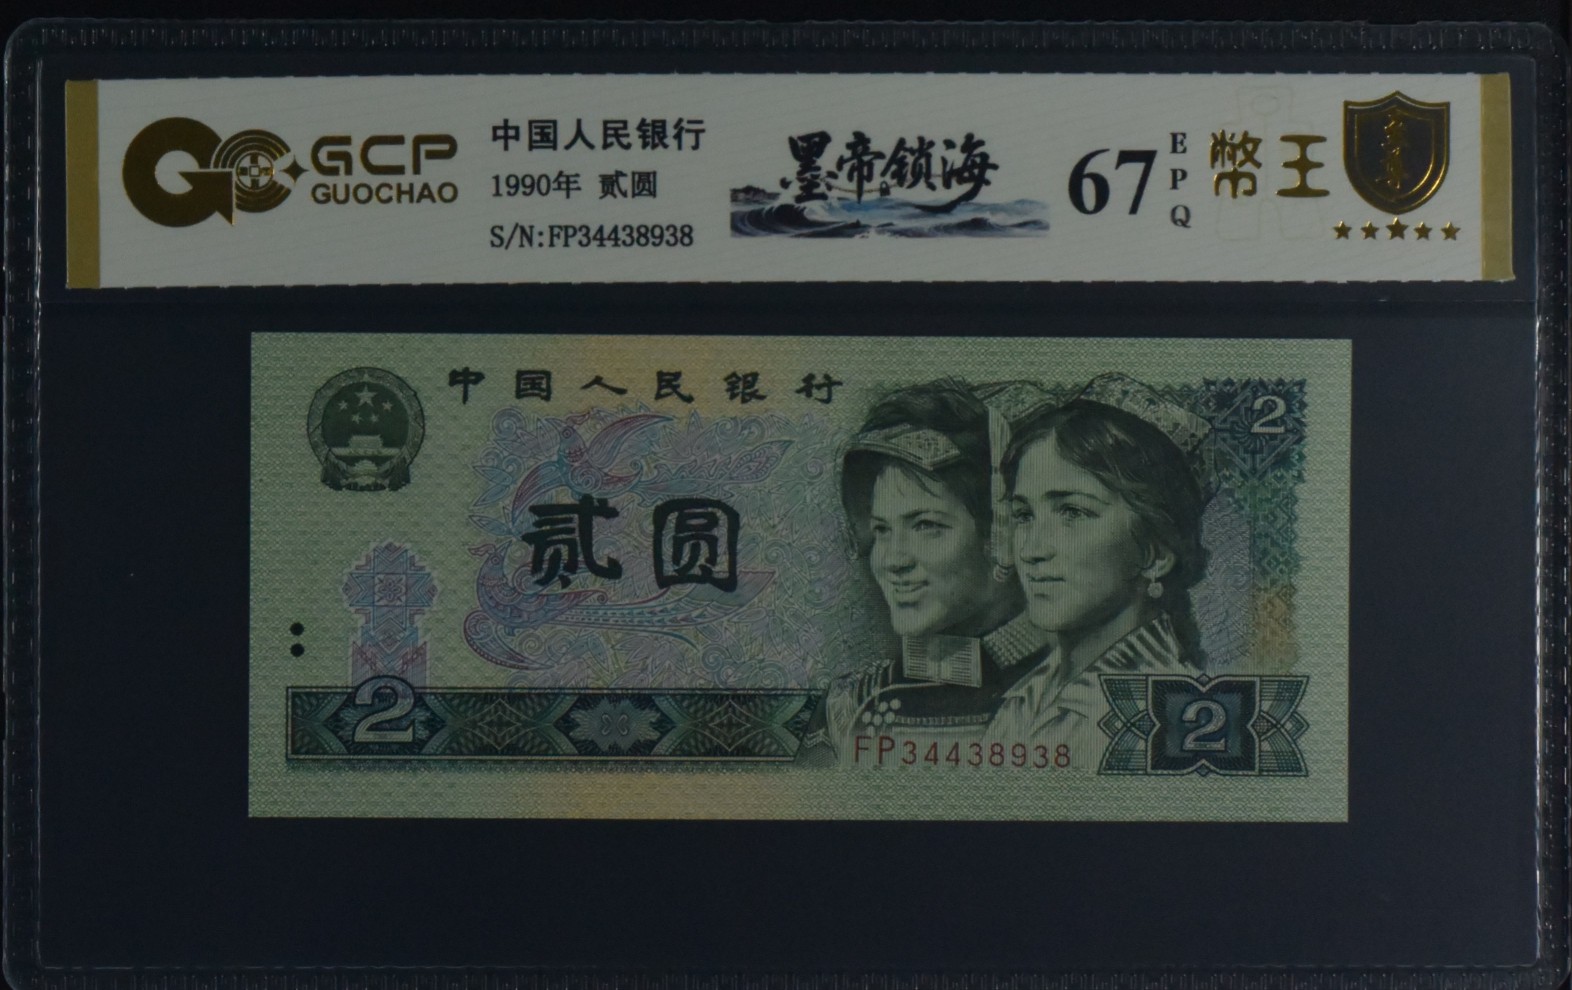 GCP
GUOCHAO
中国人民银行
1990年 贰圆
S/N:FP34438938
墨帝锁海
67
EPQ
幣王
中国人民银行
2
贰圆
2
FP34438938
2